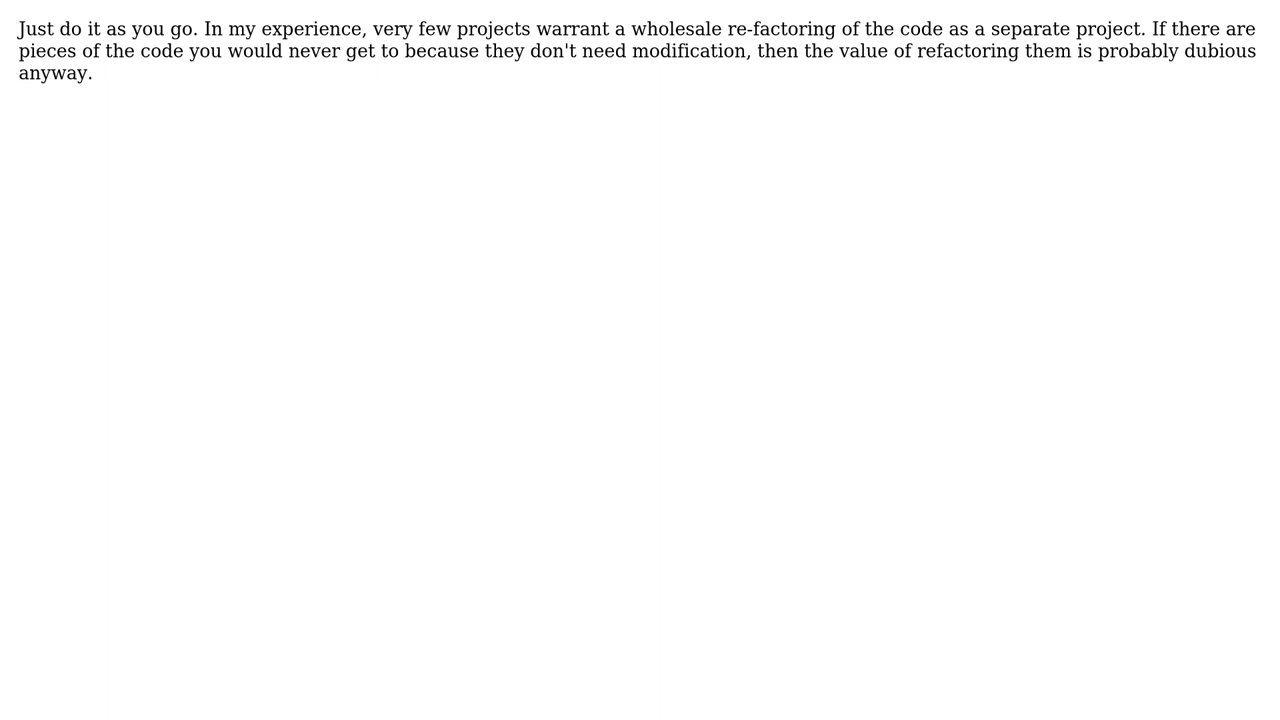 Just do it as you go. In my experience, very few projects warrant a wholesale re-factoring of the code as a separate project. If there are
pieces of the code you would never get to because they don't need modification, then the value of refactoring them is probably dubious
anyway.